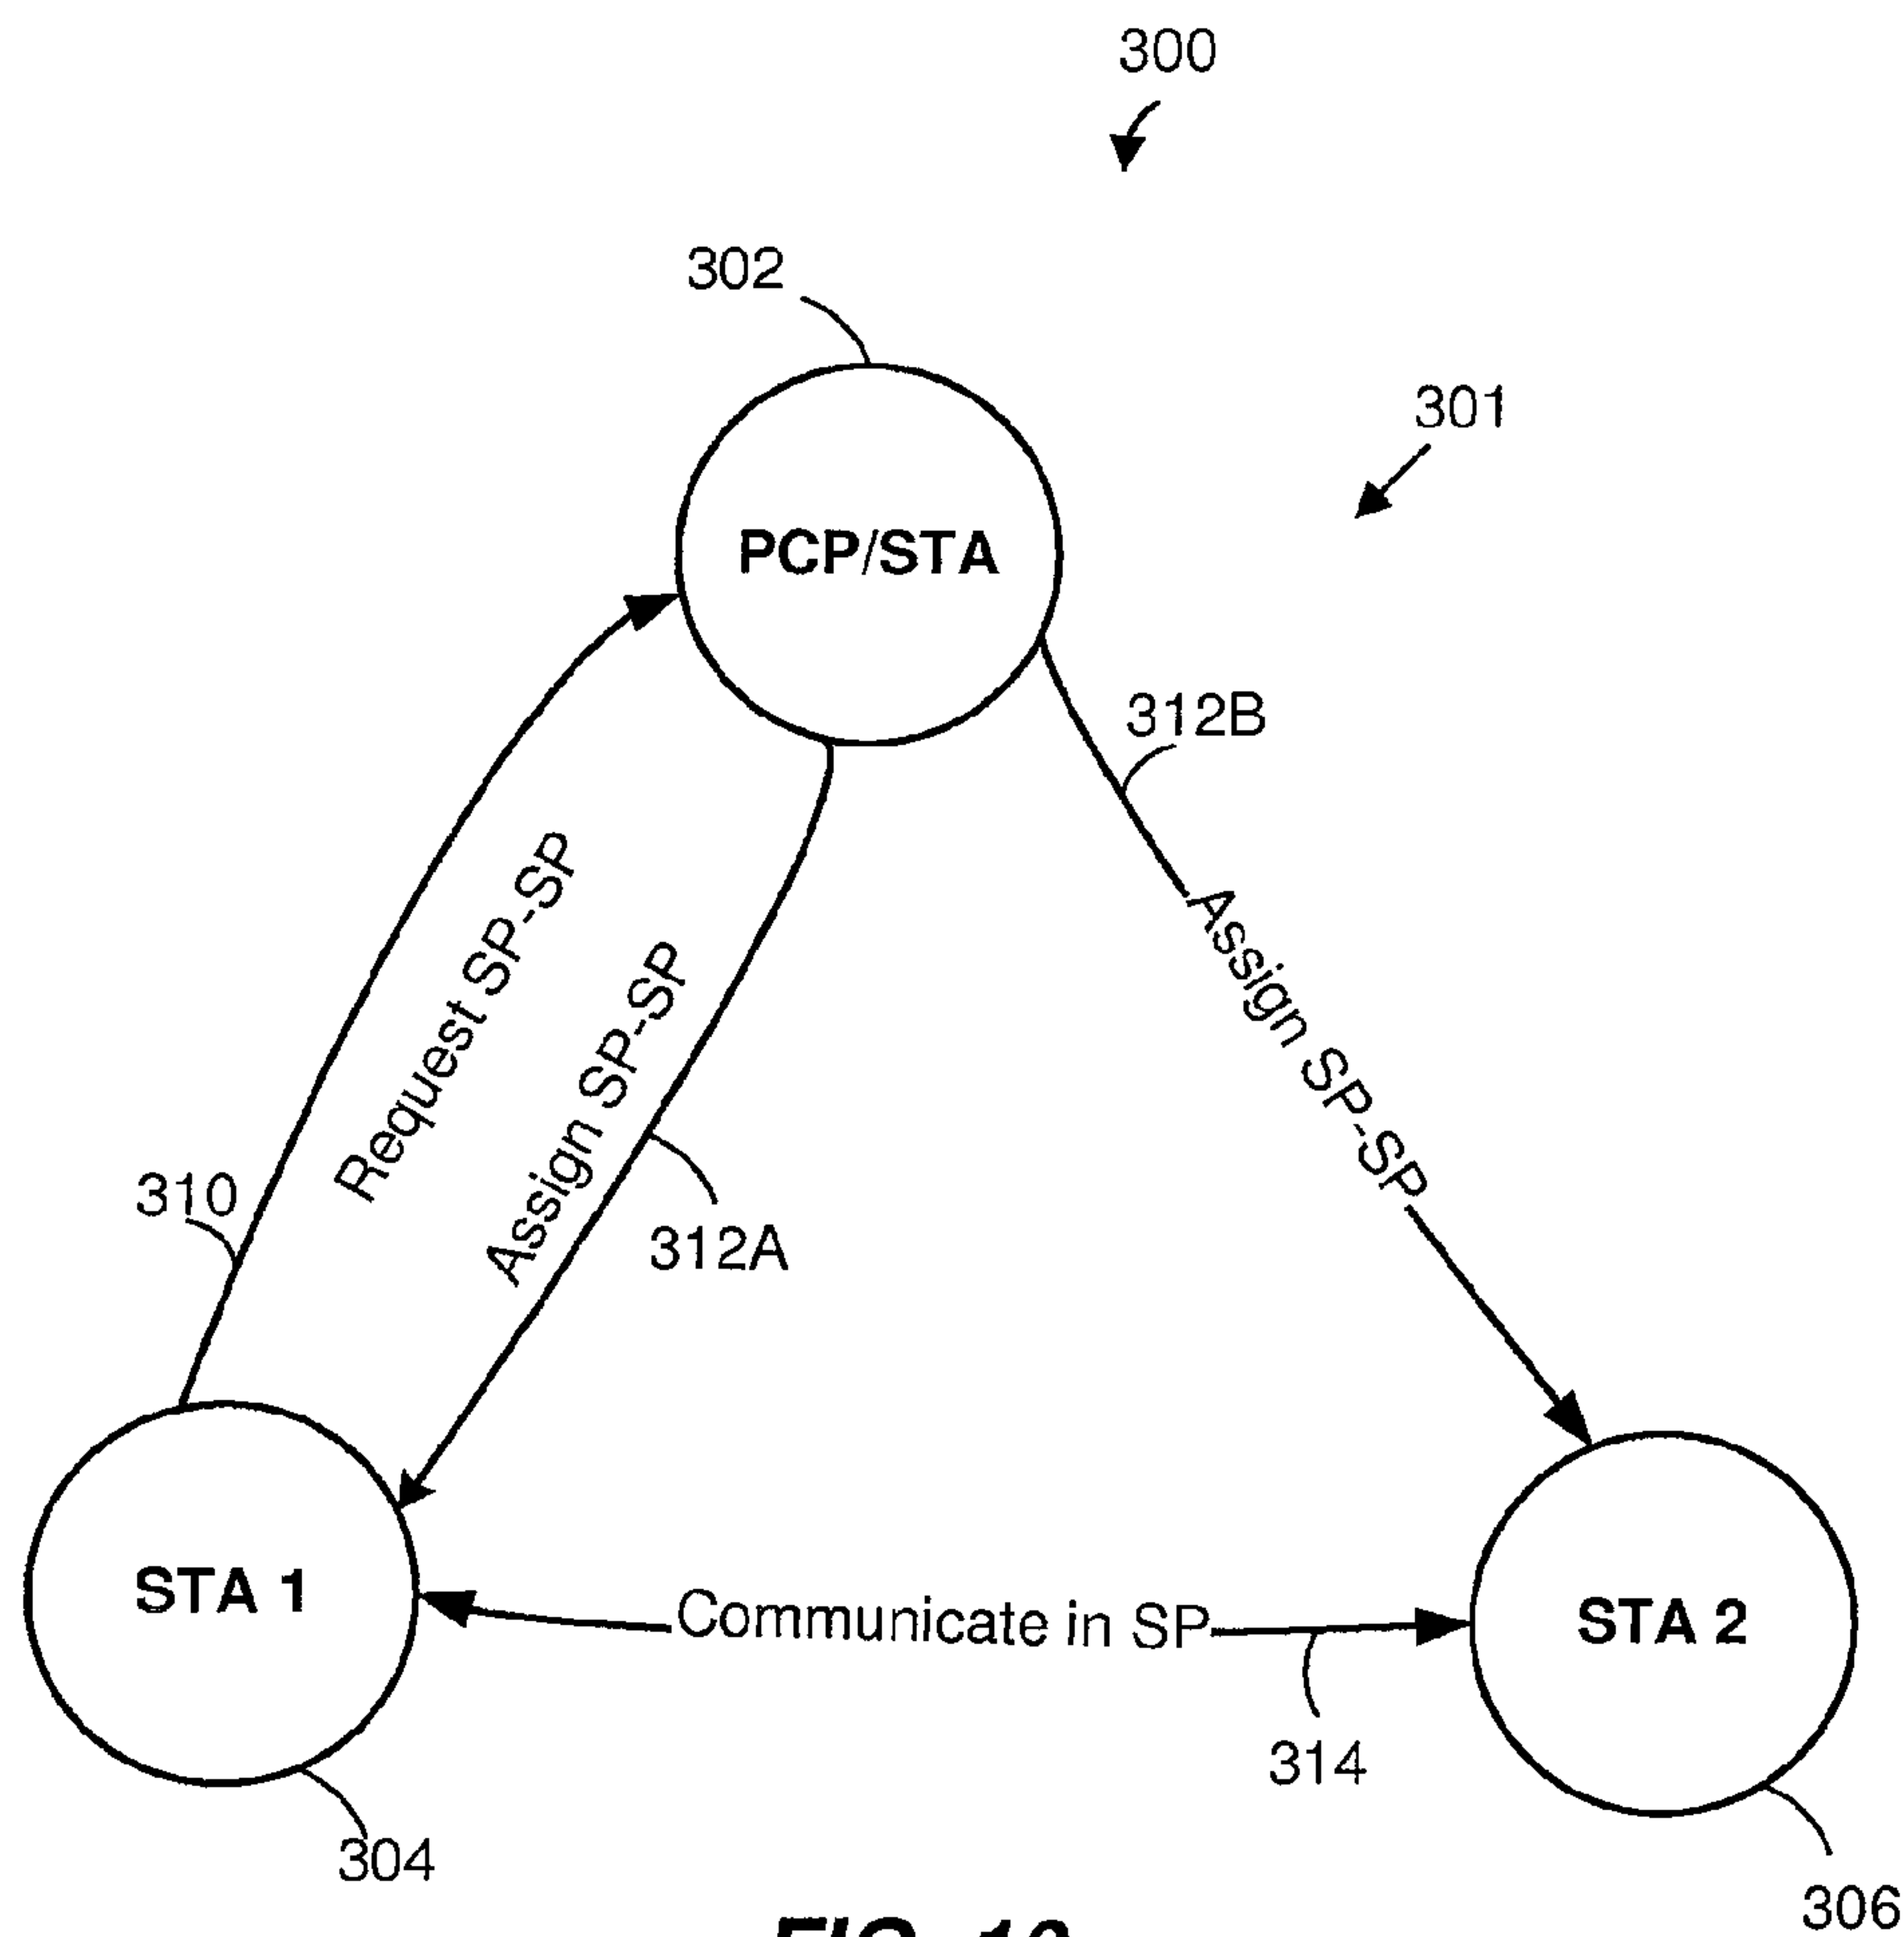 300
302
301
PCP/STA
312B
Request SP-SP
Assign SP-SP
Assign SP-SP
310
312A
STA 1
Communicate in SP
STA 2
314
304
306